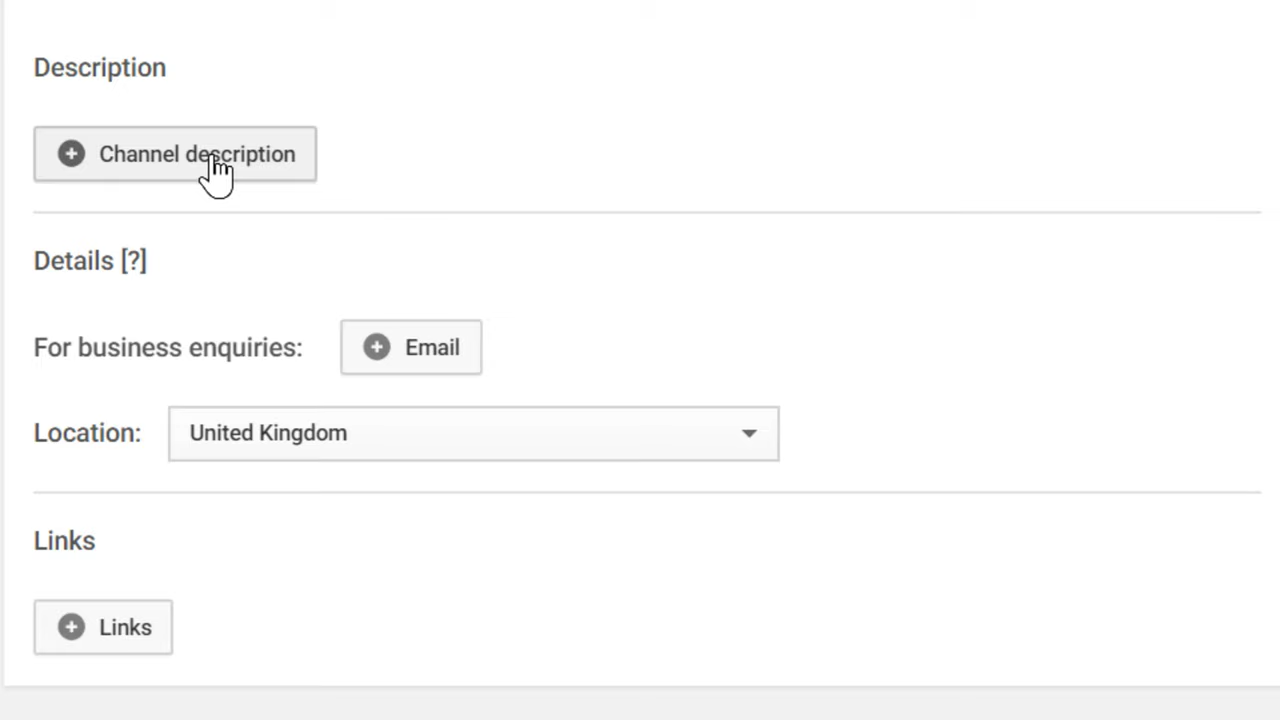 Description
Channel description
Details [?]
For business enquiries: Email
Location: United Kingdom
Links
Links